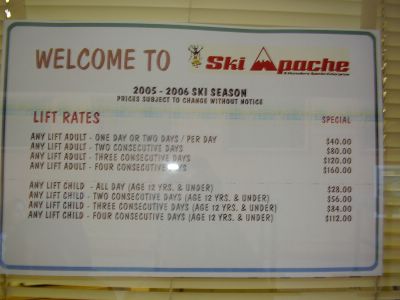 WELCOME TO Ski Apache
A Mescalero Apache Enterprise
2005 - 2006 SKI SEASON
PRICES SUBJECT TO CHANGE WITHOUT NOTICE
LIFT RATES SPECIAL
ANY LIFT ADULT - ONE DAY OR TWO DAYS / PER DAY $40.00
ANY LIFT ADULT - TWO CONSECUTIVE DAYS $80.00
ANY LIFT ADULT - THREE CONSECUTIVE DAYS $120.00
ANY LIFT ADULT - FOUR CONSECUTIVE DAYS $160.00
ANY LIFT CHILD - ALL DAY (AGE 12 YRS. & UNDER) $28.00
ANY LIFT CHILD - TWO CONSECUTIVE DAYS (AGE 12 YRS. & UNDER) $56.00
ANY LIFT CHILD - THREE CONSECUTIVE DAYS (AGE 12 YRS. & UNDER) $84.00
ANY LIFT CHILD - FOUR CONSECUTIVE DAYS (AGE 12 YRS. & UNDER) $112.00